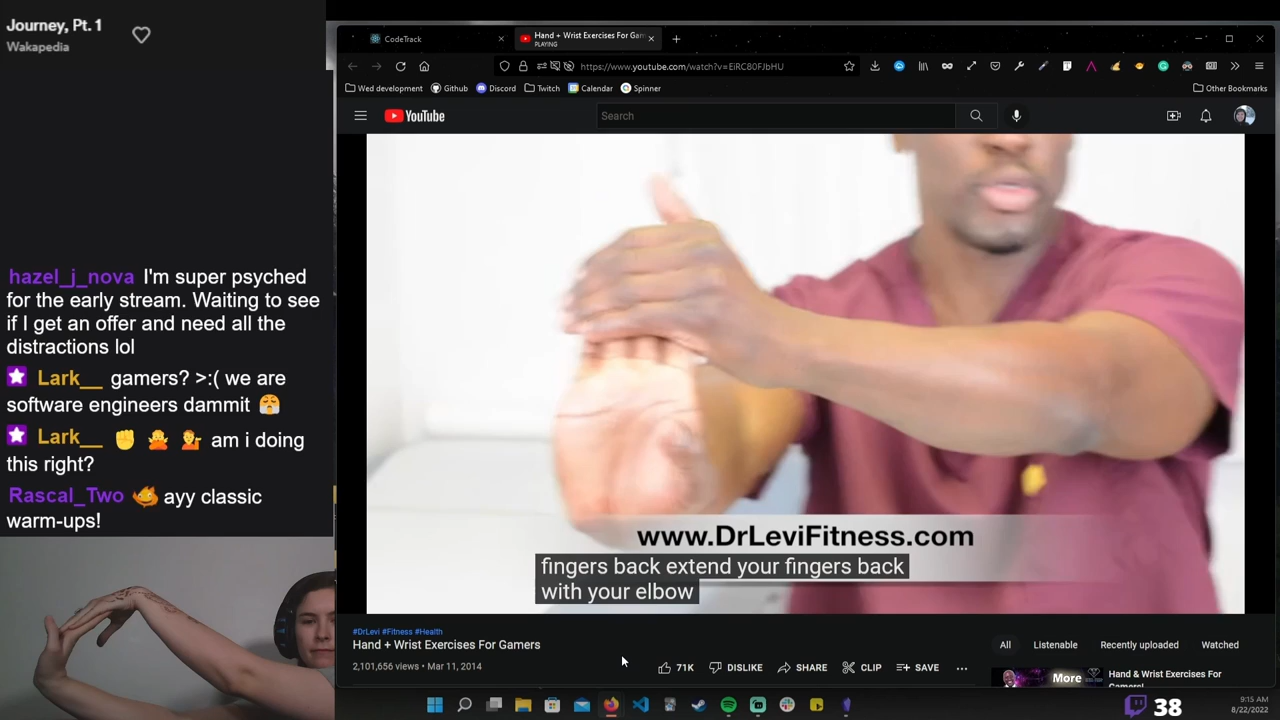 Journey, Pt. 1
Wakapedia
hazel_j_nova I'm super psyched
for the early stream. Waiting to see
if I get an offer and need all the
distractions lol
Lark__ gamers? >:( we are
software engineers dammit 😤
Lark__ ✊ 🙅 💁 am i doing
this right?
Rascal_Two ayy classic
warm-ups!
CodeTrack
Hand + Wrist Exercises For Gam
PLAYING
https://www.youtube.com/watch?v=EiRC80FJbHU
Wed development
Github
Discord
Twitch
Calendar
Spinner
Other Bookmarks
YouTube
Search
www.DrLeviFitness.com
fingers back extend your fingers back
with your elbow
#DrLevi #Fitness #Health
Hand + Wrist Exercises For Gamers
2,101,656 views • Mar 11, 2014
71K
DISLIKE
SHARE
CLIP
SAVE
All
Listenable
Recently uploaded
Watched
More
Hand & Wrist Exercises For
Gamers!
38
9:15 AM
8/22/2022